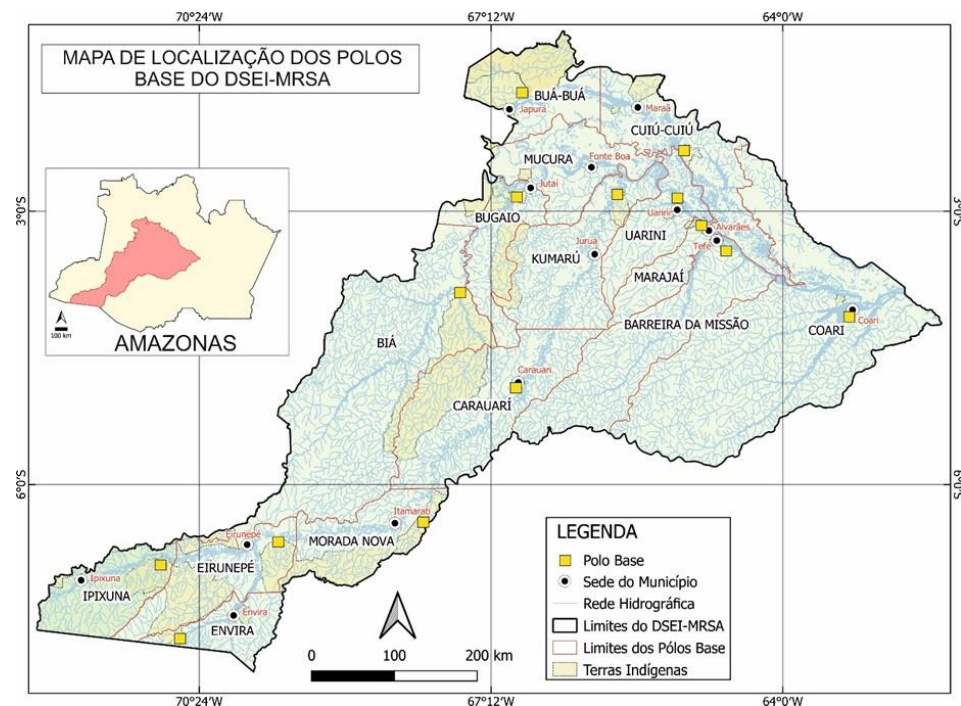 70°24'W 67°12'W 64°0'W
MAPA DE LOCALIZAÇÃO DOS POLOS
BASE DO DSEI-MRSA
BUÁ-BUÁ
Japurá
Maraã
CUIÚ-CUIÚ
MUCURA
Fonte Boa
Jutaí
3°0'S
3°0'S
BUGAIO
Uarini
UARINI
Alvarães
Tefé
KUMARÚ
Juruá
MARAJAÍ
100 km
AMAZONAS
BIÁ
BARREIRA DA MISSÃO
COARI
Coari
Carauari
CARAUARÍ
6°0'S
6°0'S
Itamarati
MORADA NOVA
Eirunepé
EIRUNEPÉ
Ipixuna
IPIXUNA
Envira
ENVIRA
0 100 200 km
LEGENDA
Polo Base
Sede do Município
Rede Hidrográfica
Limites do DSEI-MRSA
Limites dos Pólos Base
Terras Indígenas
70°24'W 67°12'W 64°0'W